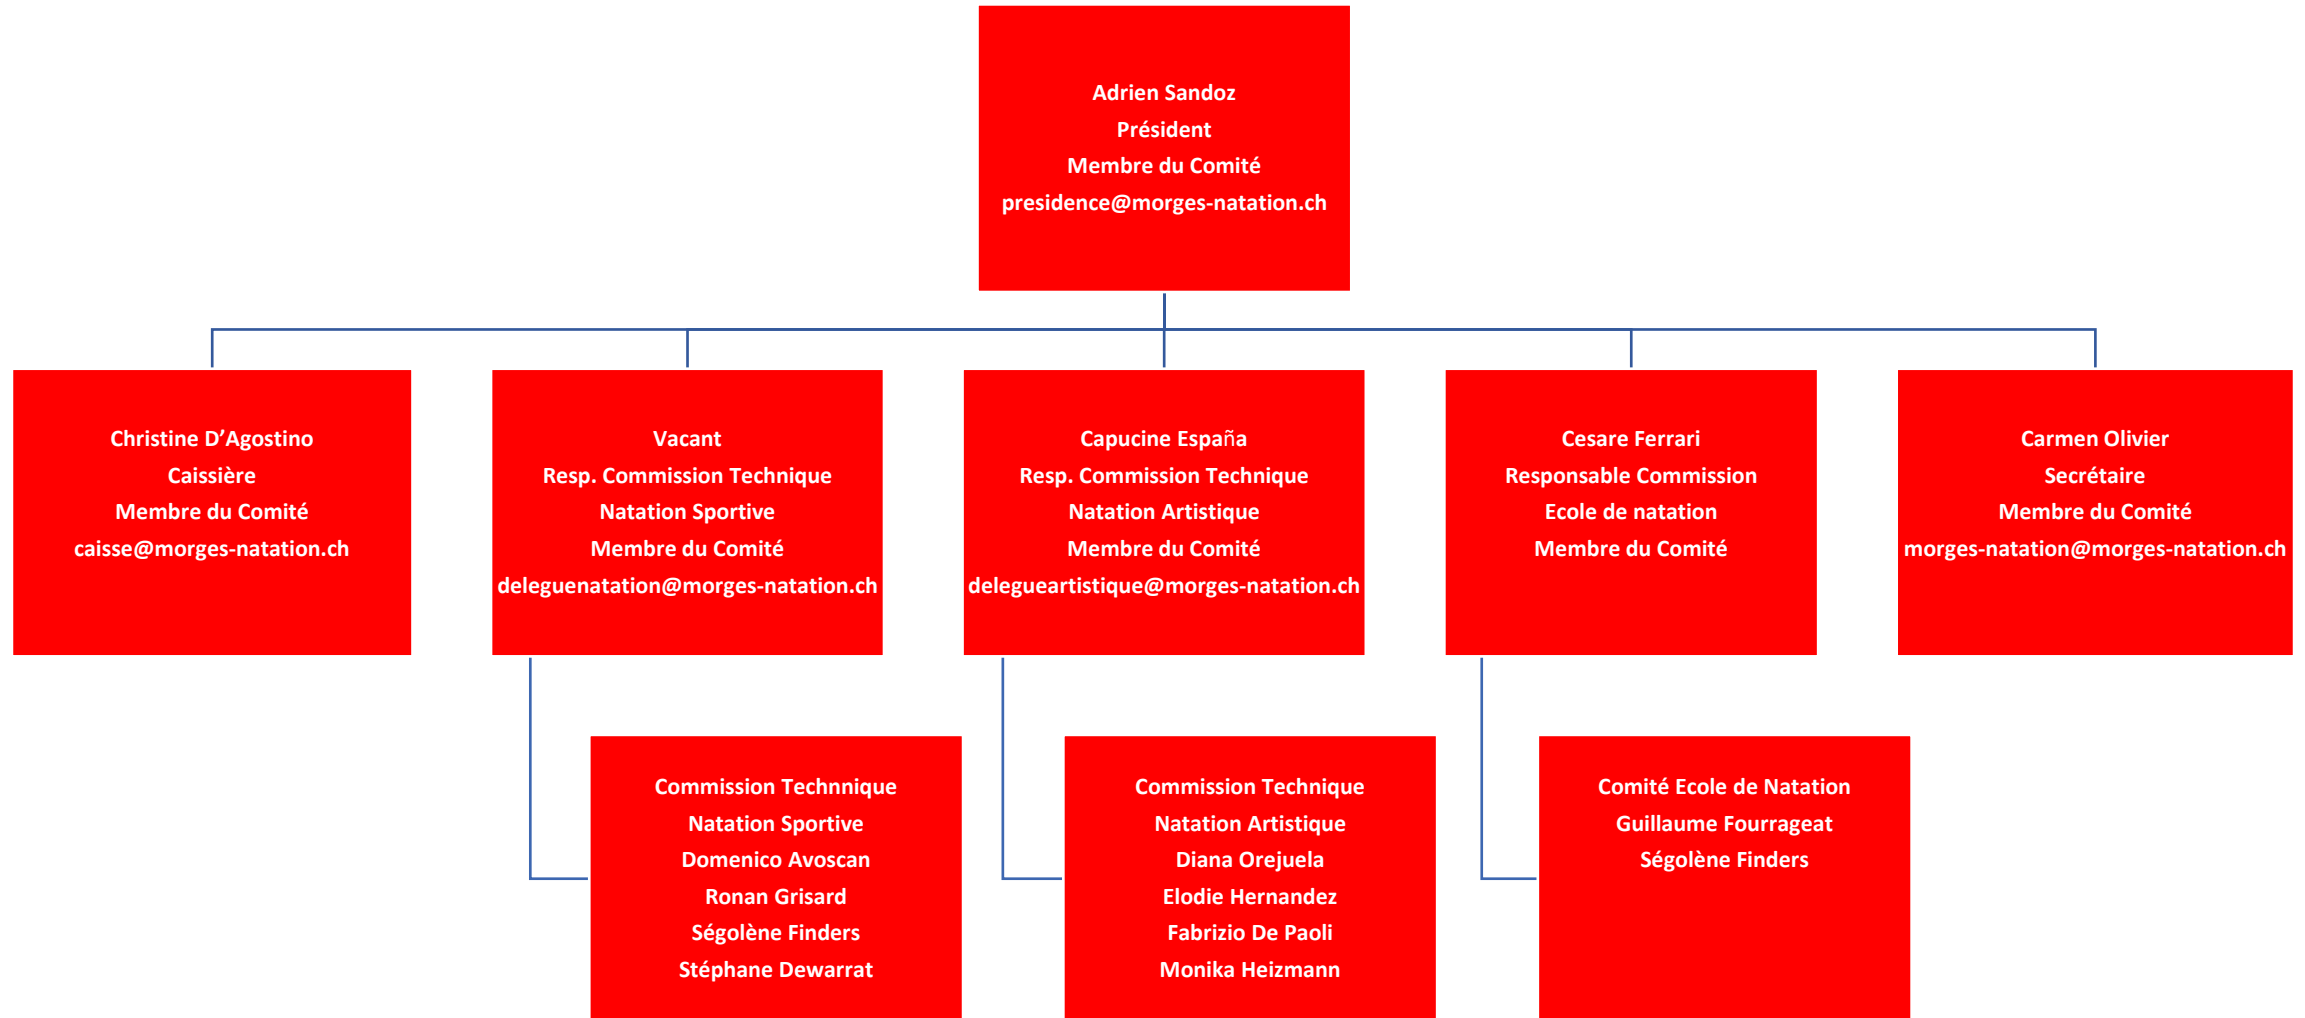 Adrien Sandoz
Président
Membre du Comité
presidence@morges-natation.ch
Christine D’Agostino
Caissière
Membre du Comité
caisse@morges-natation.ch
Vacant
Resp. Commission Technique
Natation Sportive
Membre du Comité
deleguenatation@morges-natation.ch
Capucine España
Resp. Commission Technique
Natation Artistique
Membre du Comité
delegueartistique@morges-natation.ch
Cesare Ferrari
Responsable Commission
Ecole de natation
Membre du Comité
Carmen Olivier
Secrétaire
Membre du Comité
morges-natation@morges-natation.ch
Commission Technnique
Natation Sportive
Domenico Avoscan
Ronan Grisard
Ségolène Finders
Stéphane Dewarrat
Commission Technique
Natation Artistique
Diana Orejuela
Elodie Hernandez
Fabrizio De Paoli
Monika Heizmann
Comité Ecole de Natation
Guillaume Fourrageat
Ségolène Finders